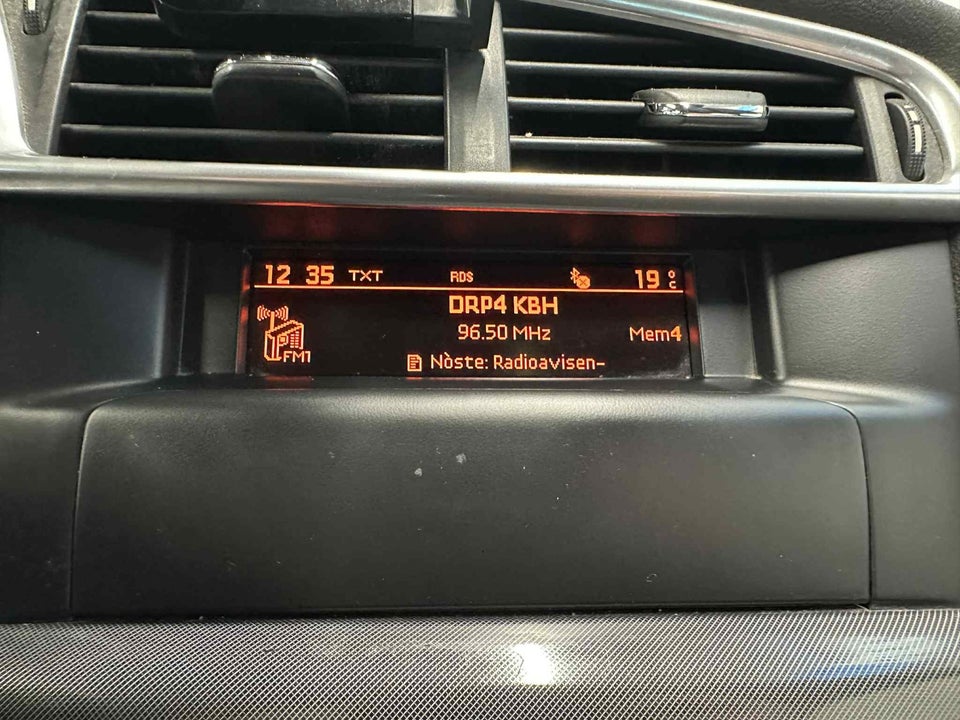 12 35 TXT RDS 19 °C
DRP4 KBH
96.50 MHz Mem4
FM1 Nòste: Radioavisen-